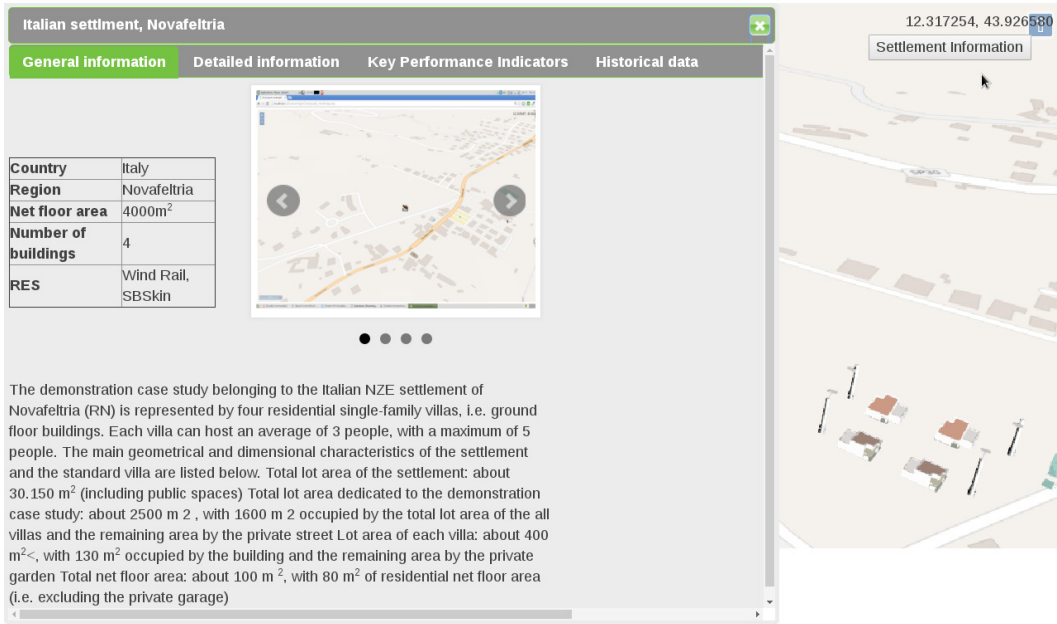 Italian settlment, Novafeltria
12.317254, 43.926580
Settlement Information
General information Detailed information Key Performance Indicators Historical data
Country Italy
Region Novafeltria
Net floor area 4000m²
Number of buildings 4
RES Wind Rail, SBSkin
The demonstration case study belonging to the Italian NZE settlement of
Novafeltria (RN) is represented by four residential single-family villas, i.e. ground
floor buildings. Each villa can host an average of 3 people, with a maximum of 5
people. The main geometrical and dimensional characteristics of the settlement
and the standard villa are listed below. Total lot area of the settlement: about
30.150 m² (including public spaces) Total lot area dedicated to the demonstration
case study: about 2500 m 2 , with 1600 m 2 occupied by the total lot area of the all
villas and the remaining area by the private street Lot area of each villa: about 400
m²<, with 130 m² occupied by the building and the remaining area by the private
garden Total net floor area: about 100 m ², with 80 m² of residential net floor area
(i.e. excluding the private garage)